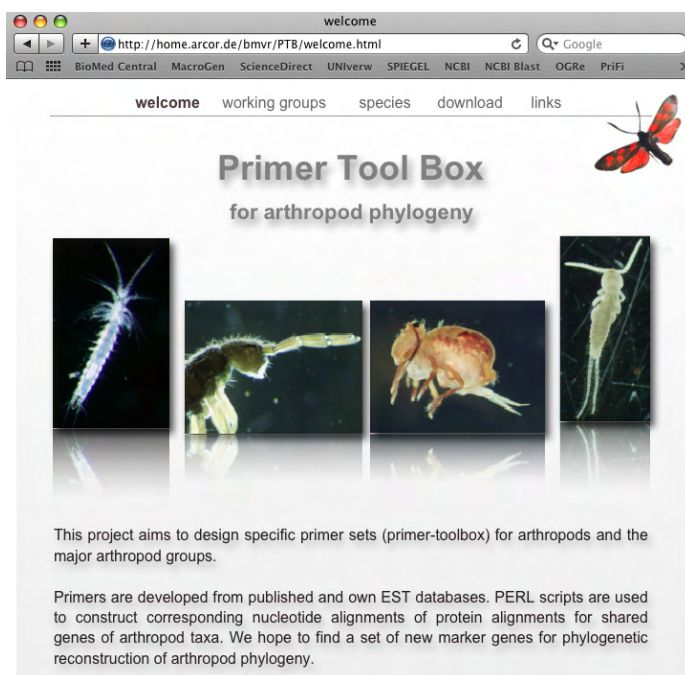 welcome
http://home.arcor.de/bmvr/PTB/welcome.html
Google
BioMed Central MacroGen ScienceDirect UNIverw SPIEGEL NCBI NCBI Blast OGRe PriFi
welcome working groups species download links
Primer Tool Box
for arthropod phylogeny
This project aims to design specific primer sets (primer-toolbox) for arthropods and the
major arthropod groups.
Primers are developed from published and own EST databases. PERL scripts are used
to construct corresponding nucleotide alignments of protein alignments for shared
genes of arthropod taxa. We hope to find a set of new marker genes for phylogenetic
reconstruction of arthropod phylogeny.